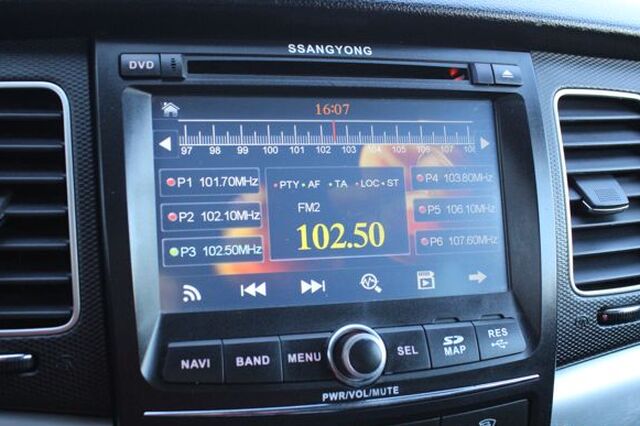 SSANGYONG
DVD
16:07
97 98 99 100 101 102 103 104 105 106 107
P1 101.70MHz
P2 102.10MHz
P3 102.50MHz
PTY AF TA LOC ST
FM2
102.50
P4 103.80MHz
P5 106.10MHz
P6 107.60MHz
NAVI BAND MENU SEL SD MAP RES
PWR/VOL/MUTE